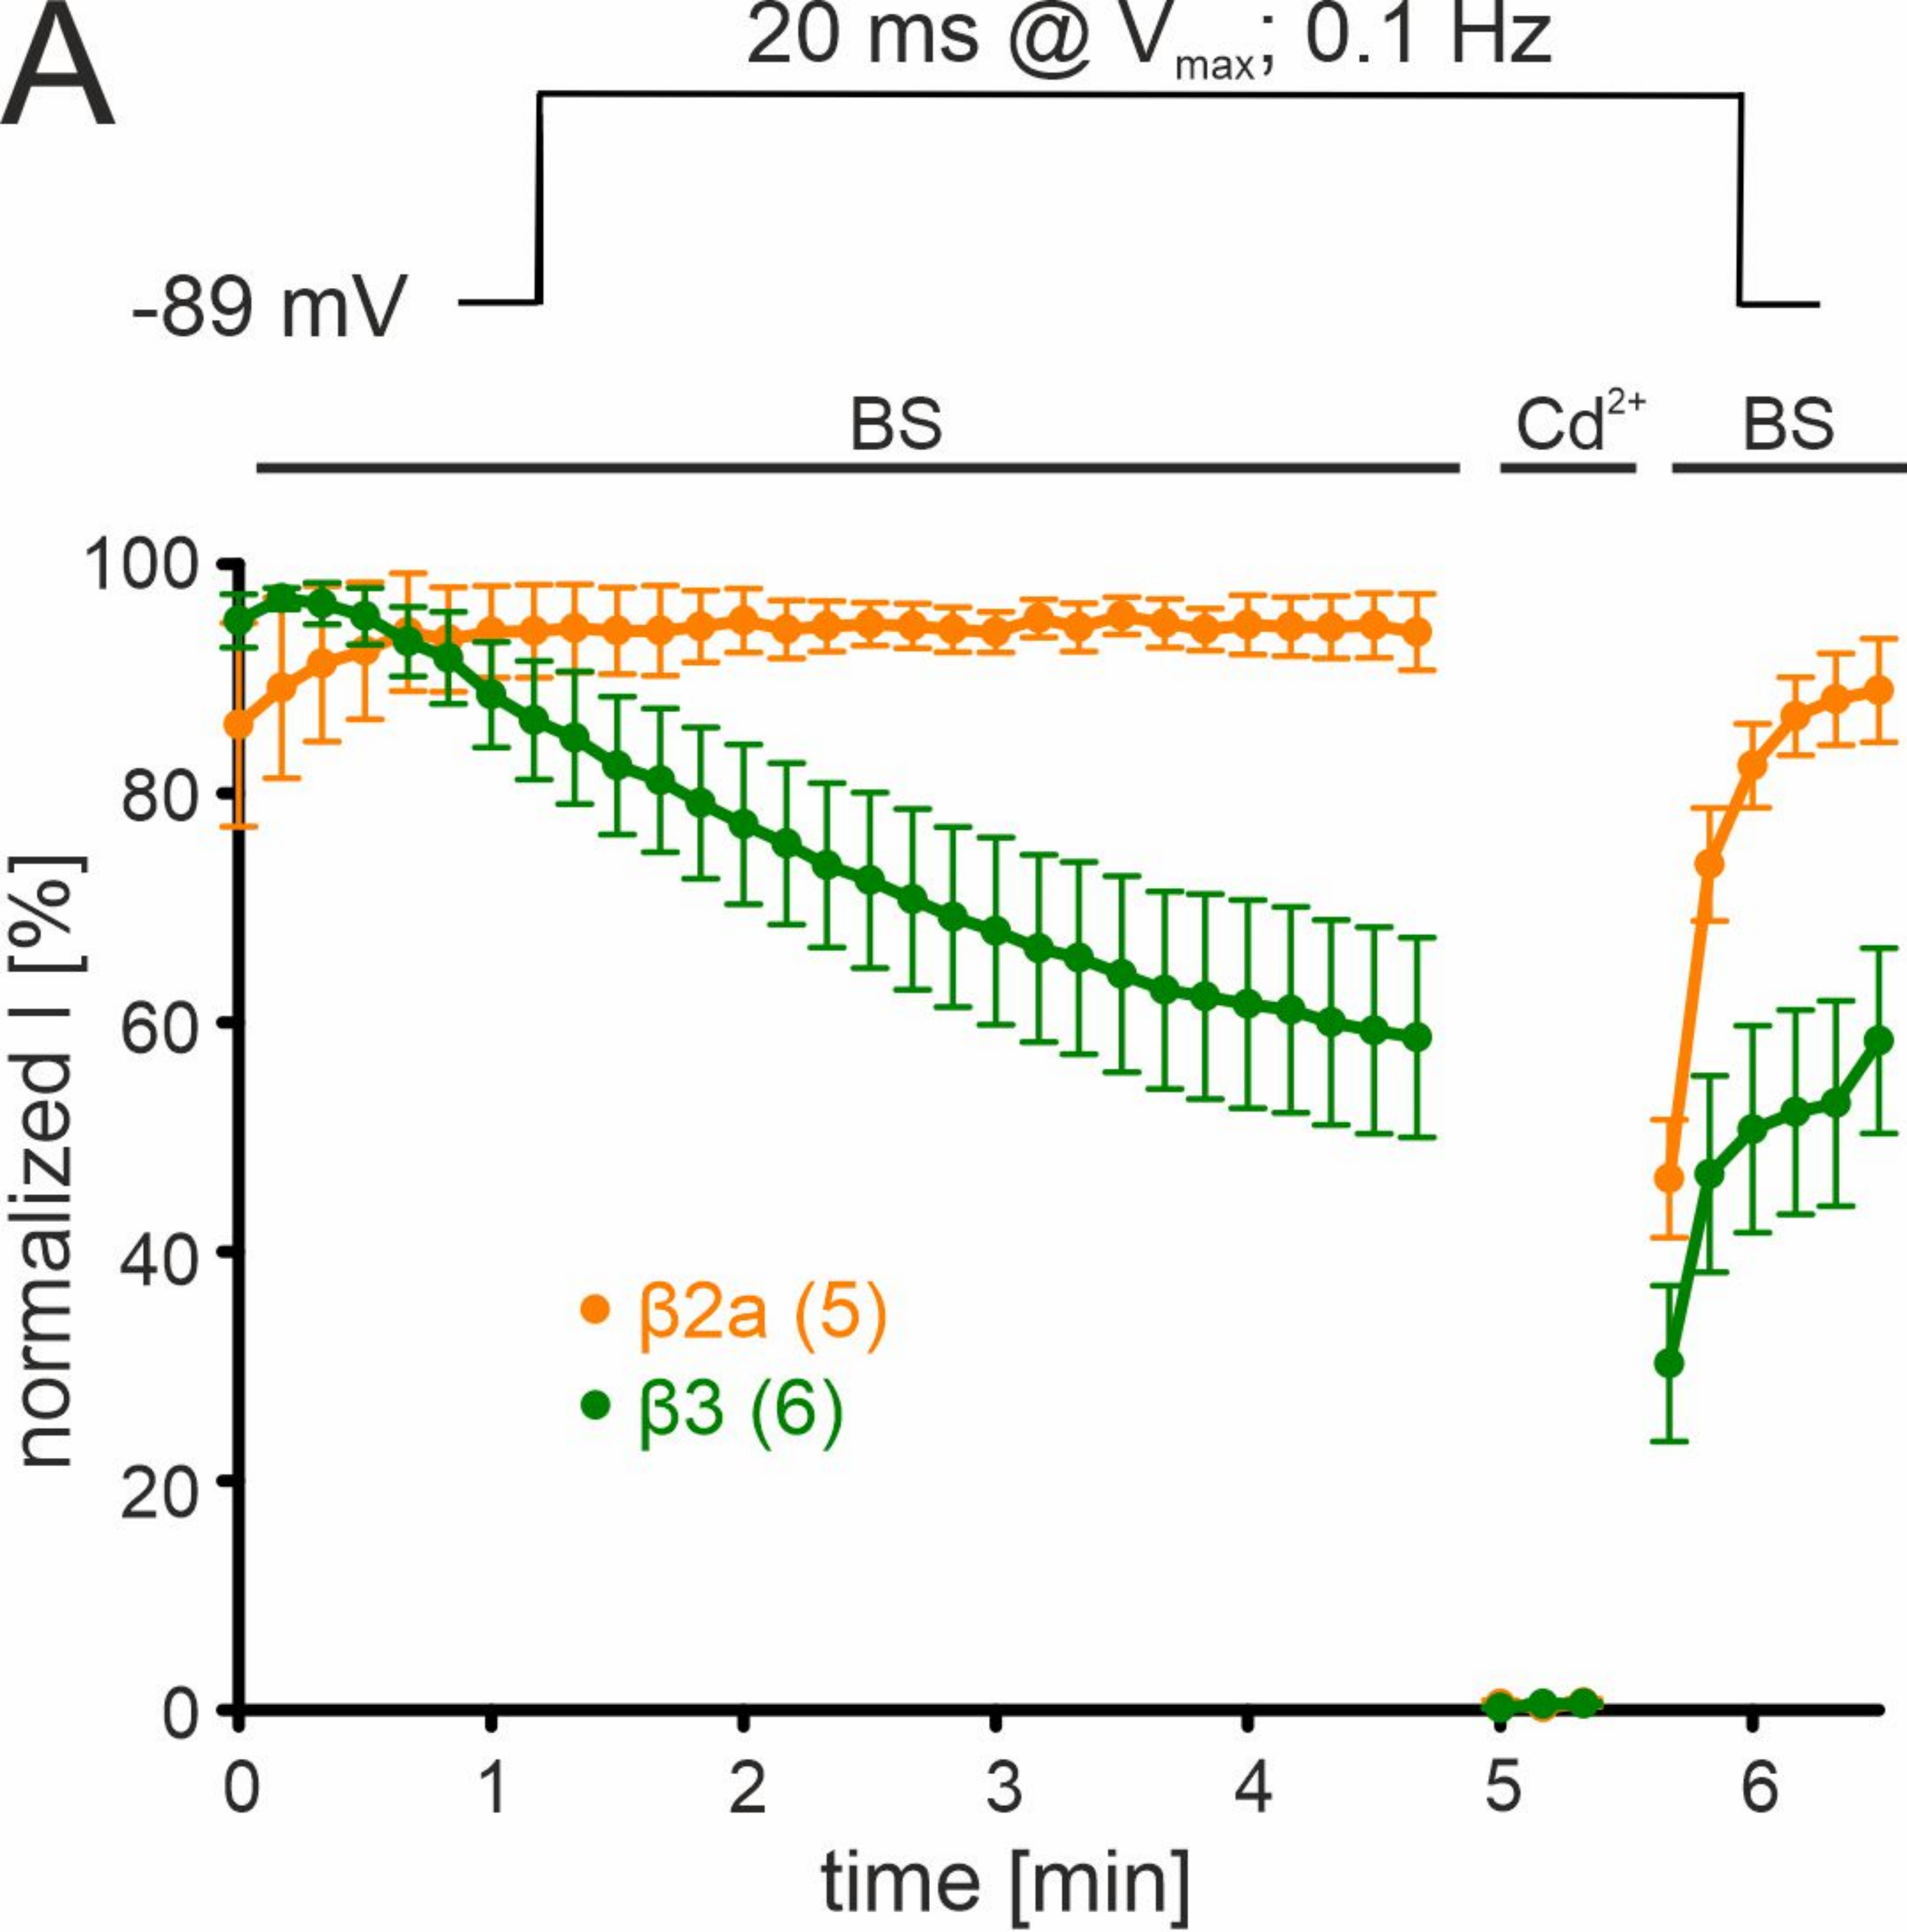 A
20 ms @ Vmax; 0.1 Hz
-89 mV
BS
Cd²⁺
BS
100
80
60
40
20
0
normalized I [%]
β2a (5)
β3 (6)
0 1 2 3 4 5 6
time [min]